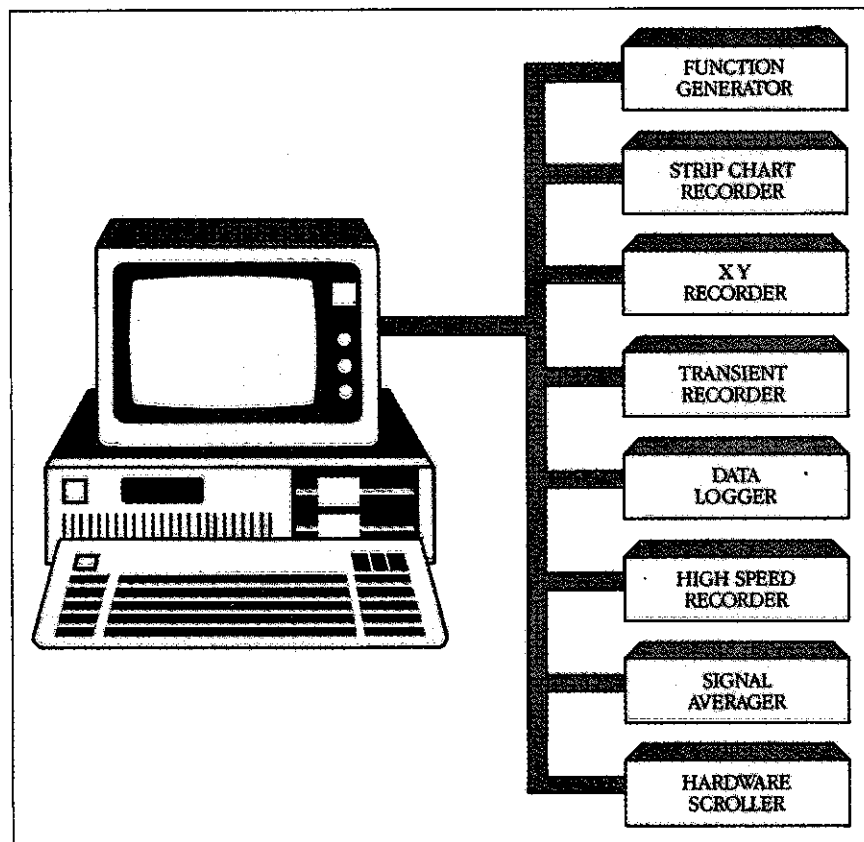 FUNCTION
GENERATOR
STRIP CHART
RECORDER
X Y
RECORDER
TRANSIENT
RECORDER
DATA
LOGGER
HIGH SPEED
RECORDER
SIGNAL
AVERAGER
HARDWARE
SCROLLER